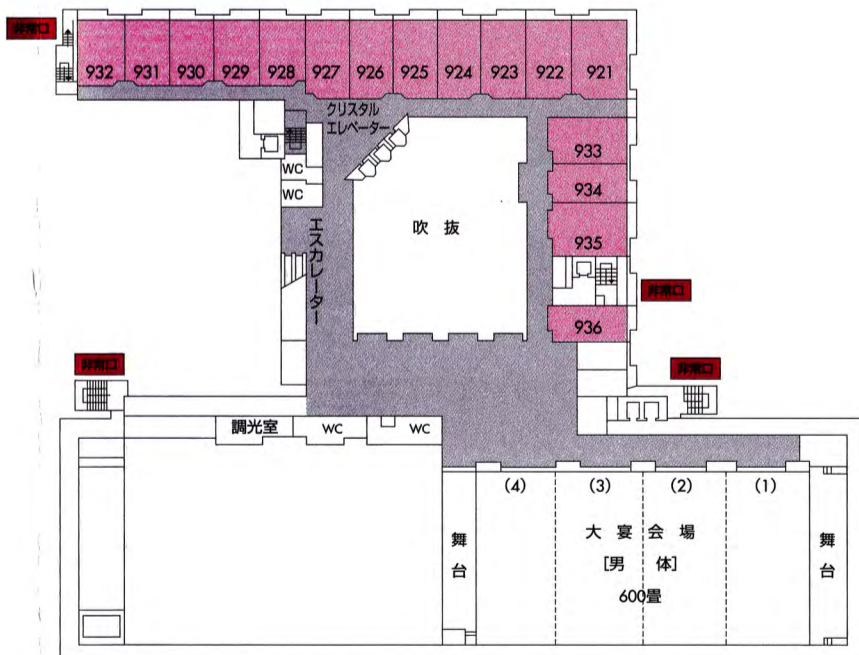 非常口
932 931 930 929 928 927 926 925 924 923 922 921
クリスタル
エレベーター
933
WC
934
WC
吹 抜
935
エスカレーター
非常口
936
非常口
非常口
調光室 WC WC
(4) (3) (2) (1)
舞台
大 宴 会 場
[男 体]
600畳
舞台